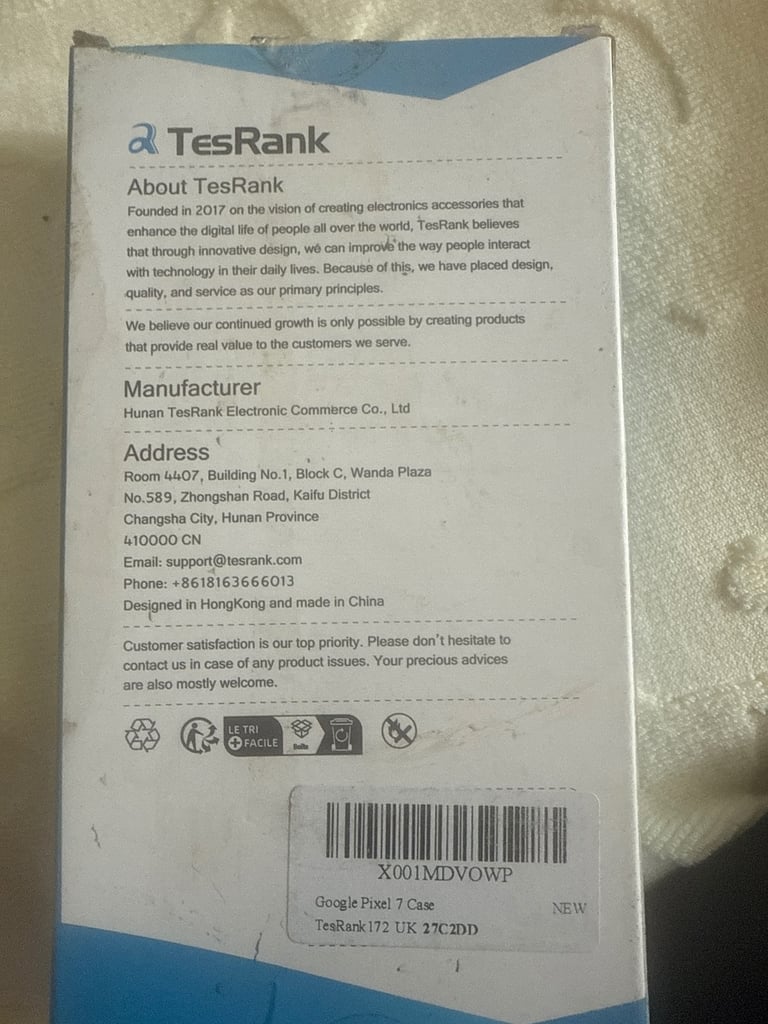 TesRank
About TesRank
Founded in 2017 on the vision of creating electronics accessories that
enhance the digital life of people all over the world, TesRank believes
that through innovative design, we can improve the way people interact
with technology in their daily lives. Because of this, we have placed design,
quality, and service as our primary principles.
We believe our continued growth is only possible by creating products
that provide real value to the customers we serve.
Manufacturer
Hunan TesRank Electronic Commerce Co., Ltd
Address
Room 4407, Building No.1, Block C, Wanda Plaza
No.589, Zhongshan Road, Kaifu District
Changsha City, Hunan Province
410000 CN
Email: support@tesrank.com
Phone: +8618163666013
Designed in HongKong and made in China
Customer satisfaction is our top priority. Please don't hesitate to
contact us in case of any product issues. Your precious advices
are also mostly welcome.
LE TRI
+ FACILE
Boîte
X001MDVOWP
Google Pixel 7 Case
NEW
TesRank172 UK 27C2DD